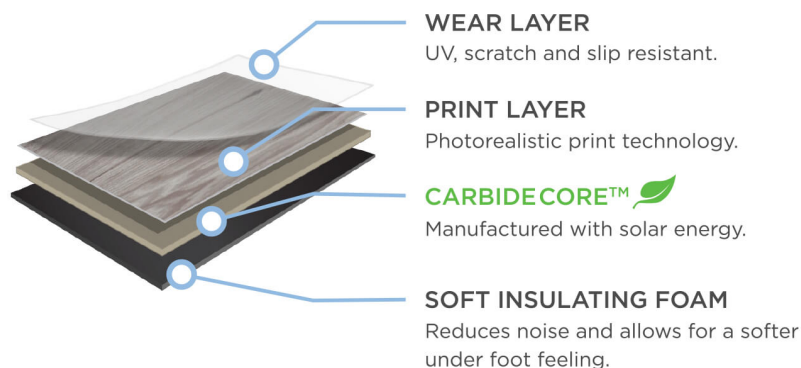 WEAR LAYER
UV, scratch and slip resistant.
PRINT LAYER
Photorealistic print technology.
CARBIDECORE™
Manufactured with solar energy.
SOFT INSULATING FOAM
Reduces noise and allows for a softer
under foot feeling.